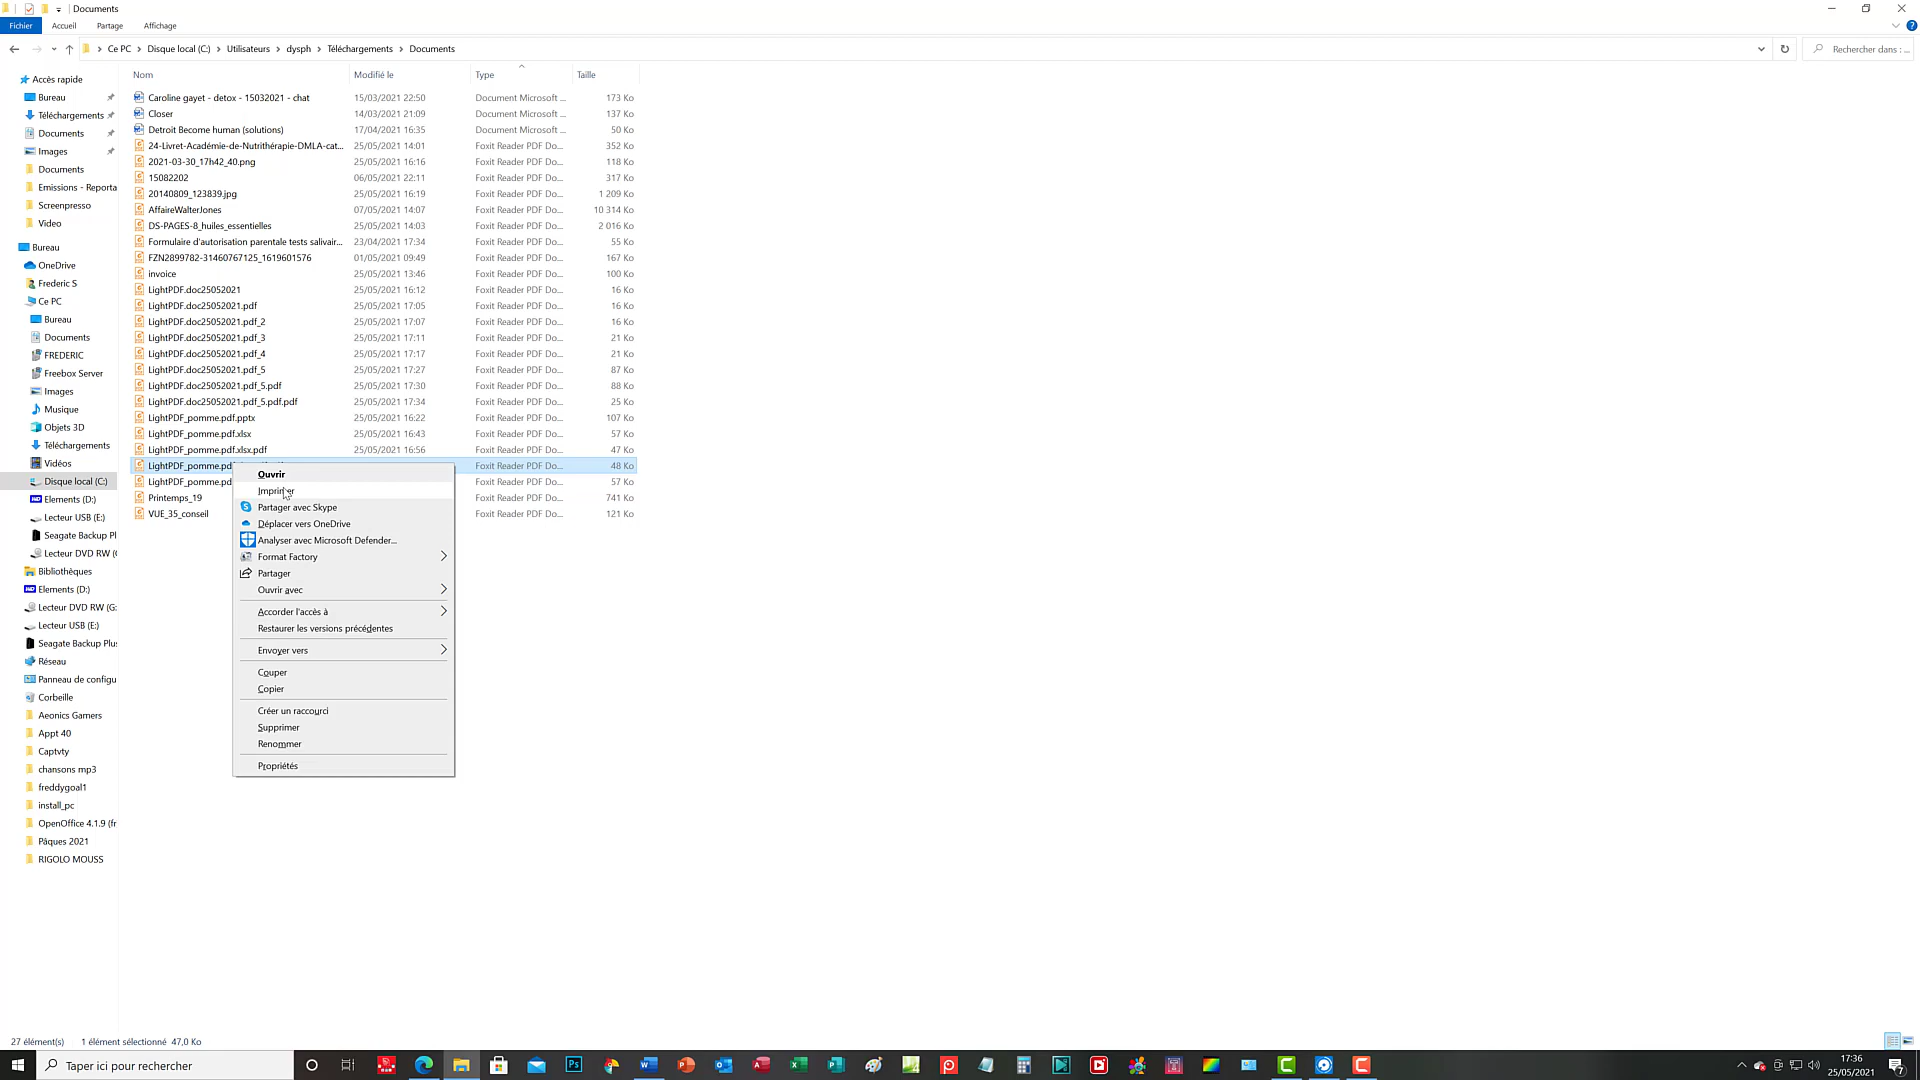 Documents
Fichier Accueil Partage Affichage
Ce PC > Disque local (C:) > Utilisateurs > dysph > Téléchargements > Documents
Rechercher dans : ...
Nom Modifié le Type Taille
Caroline gayet - detox - 15032021 - chat 15/03/2021 22:50 Document Microsoft ... 173 Ko
Closer 14/03/2021 21:09 Document Microsoft ... 137 Ko
Detroit Become human (solutions) 17/04/2021 16:35 Document Microsoft ... 50 Ko
24-Livret-Académie-de-Nutrithérapie-DMLA-cat... 25/05/2021 14:01 Foxit Reader PDF Do... 352 Ko
2021-03-30_17h42_40.png 25/05/2021 16:16 Foxit Reader PDF Do... 118 Ko
15082202 06/05/2021 22:11 Foxit Reader PDF Do... 317 Ko
20140809_123839.jpg 25/05/2021 16:19 Foxit Reader PDF Do... 1 209 Ko
AffaireWalterJones 07/05/2021 14:07 Foxit Reader PDF Do... 10 314 Ko
DS-PAGES-8_huiles_essentielles 25/05/2021 14:03 Foxit Reader PDF Do... 2 016 Ko
Formulaire d'autorisation parentale tests salivair... 23/04/2021 17:34 Foxit Reader PDF Do... 55 Ko
FZN2899782-31460767125_1619601576 01/05/2021 09:49 Foxit Reader PDF Do... 167 Ko
invoice 25/05/2021 13:46 Foxit Reader PDF Do... 100 Ko
LightPDF.doc25052021 25/05/2021 16:12 Foxit Reader PDF Do... 16 Ko
LightPDF.doc25052021.pdf 25/05/2021 17:05 Foxit Reader PDF Do... 16 Ko
LightPDF.doc25052021.pdf_2 25/05/2021 17:07 Foxit Reader PDF Do... 16 Ko
LightPDF.doc25052021.pdf_3 25/05/2021 17:11 Foxit Reader PDF Do... 21 Ko
LightPDF.doc25052021.pdf_4 25/05/2021 17:17 Foxit Reader PDF Do... 21 Ko
LightPDF.doc25052021.pdf_5 25/05/2021 17:27 Foxit Reader PDF Do... 87 Ko
LightPDF.doc25052021.pdf_5.pdf 25/05/2021 17:30 Foxit Reader PDF Do... 88 Ko
LightPDF.doc25052021.pdf_5.pdf.pdf 25/05/2021 17:34 Foxit Reader PDF Do... 25 Ko
LightPDF_pomme.pdf.pptx 25/05/2021 16:22 Foxit Reader PDF Do... 107 Ko
LightPDF_pomme.pdf.xlsx 25/05/2021 16:43 Foxit Reader PDF Do... 57 Ko
LightPDF_pomme.pdf.xlsx.pdf 25/05/2021 16:56 Foxit Reader PDF Do... 47 Ko
LightPDF_pomme.pd Foxit Reader PDF Do... 48 Ko
LightPDF_pomme.pd Foxit Reader PDF Do... 57 Ko
Printemps_19 Foxit Reader PDF Do... 741 Ko
VUE_35_conseil Foxit Reader PDF Do... 121 Ko
Ouvrir
Imprimer
Partager avec Skype
Déplacer vers OneDrive
Analyser avec Microsoft Defender...
Format Factory
Partager
Ouvrir avec
Accorder l'accès à
Restaurer les versions précédentes
Envoyer vers
Couper
Copier
Créer un raccourci
Supprimer
Renommer
Propriétés
Accès rapide
Bureau
Téléchargements
Documents
Images
Documents
Emissions - Reporta
Screenpresso
Video
Bureau
OneDrive
Frederic S
Ce PC
Bureau
Documents
FREDERIC
Freebox Server
Images
Musique
Objets 3D
Téléchargements
Vidéos
Disque local (C:)
Elements (D:)
Lecteur USB (E:)
Seagate Backup Pl
Lecteur DVD RW (
Bibliothèques
Elements (D:)
Lecteur DVD RW (G:
Lecteur USB (E:)
Seagate Backup Plus
Réseau
Panneau de configu
Corbeille
Aeonics Gamers
Appt 40
Captvty
chansons mp3
freddygoal1
install_pc
OpenOffice 4.1.9 (fr
Pâques 2021
RIGOLO MOUSS
27 élément(s) 1 élément sélectionné 47,0 Ko
Taper ici pour rechercher
17:36
25/05/2021